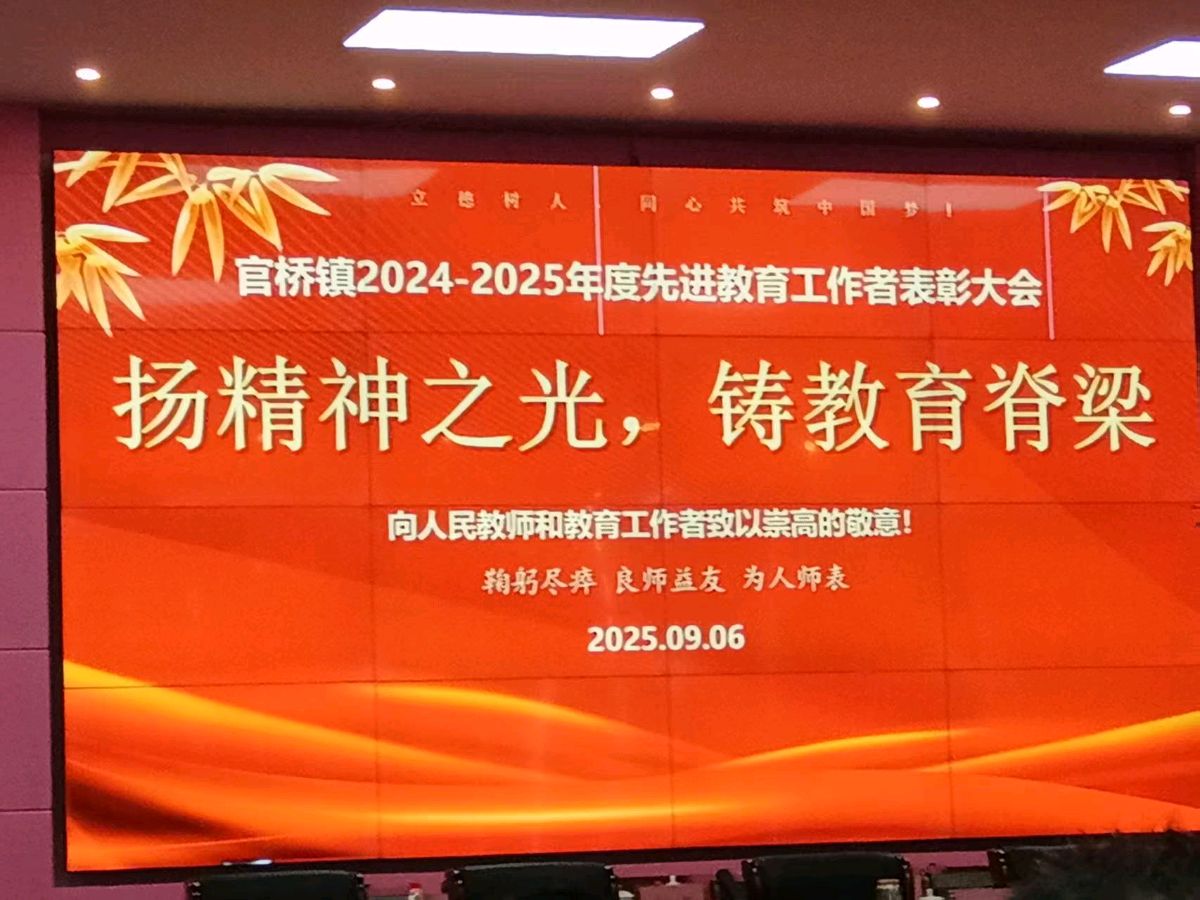 立德树人，同心共筑中国梦！
官桥镇2024-2025年度先进教育工作者表彰大会
扬精神之光，铸教育脊梁
向人民教师和教育工作者致以崇高的敬意！
鞠躬尽瘁 良师益友 为人师表
2025.09.06